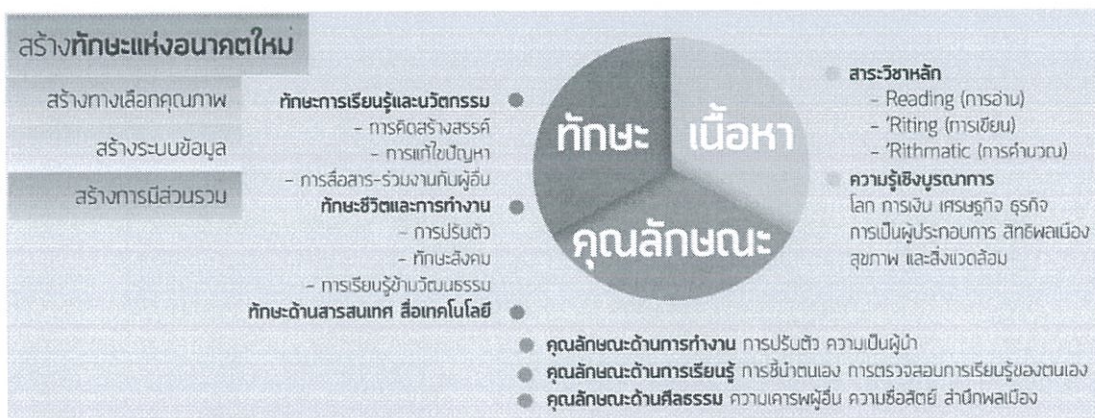 สร้างทักษะแห่งอนาคตใหม่
สร้างทางเลือกคุณภาพ
สร้างระบบข้อมูล
สร้างการมีส่วนรวม
ทักษะการเรียนรู้และนวัตกรรม
- การคิดสร้างสรรค์
- การแก้ไขปัญหา
- การสื่อสาร-ร่วมงานกับผู้อื่น
ทักษะชีวิตและการทำงาน
- การปรับตัว
- ทักษะสังคม
- การเรียนรู้ข้ามวัฒนธรรม
ทักษะด้านสารสนเทศ สื่อเทคโนโลยี
ทักษะ
เนื้อหา
คุณลักษณะ
สาระวิชาหลัก
- Reading (การอ่าน)
- 'Riting (การเขียน)
- 'Rithmatic (การคำนวณ)
ความรู้เชิงบูรณาการ
โลก การเงิน เศรษฐกิจ ธุรกิจ
การเป็นผู้ประกอบการ สิทธิพลเมือง
สุขภาพ และสิ่งแวดล้อม
คุณลักษณะด้านการทำงาน การปรับตัว ความเป็นผู้นำ
คุณลักษณะด้านการเรียนรู้ การชี้นำตนเอง การตรวจสอบการเรียนรู้ของตนเอง
คุณลักษณะด้านศีลธรรม ความเคารพผู้อื่น ความซื่อสัตย์ สำนึกพลเมือง